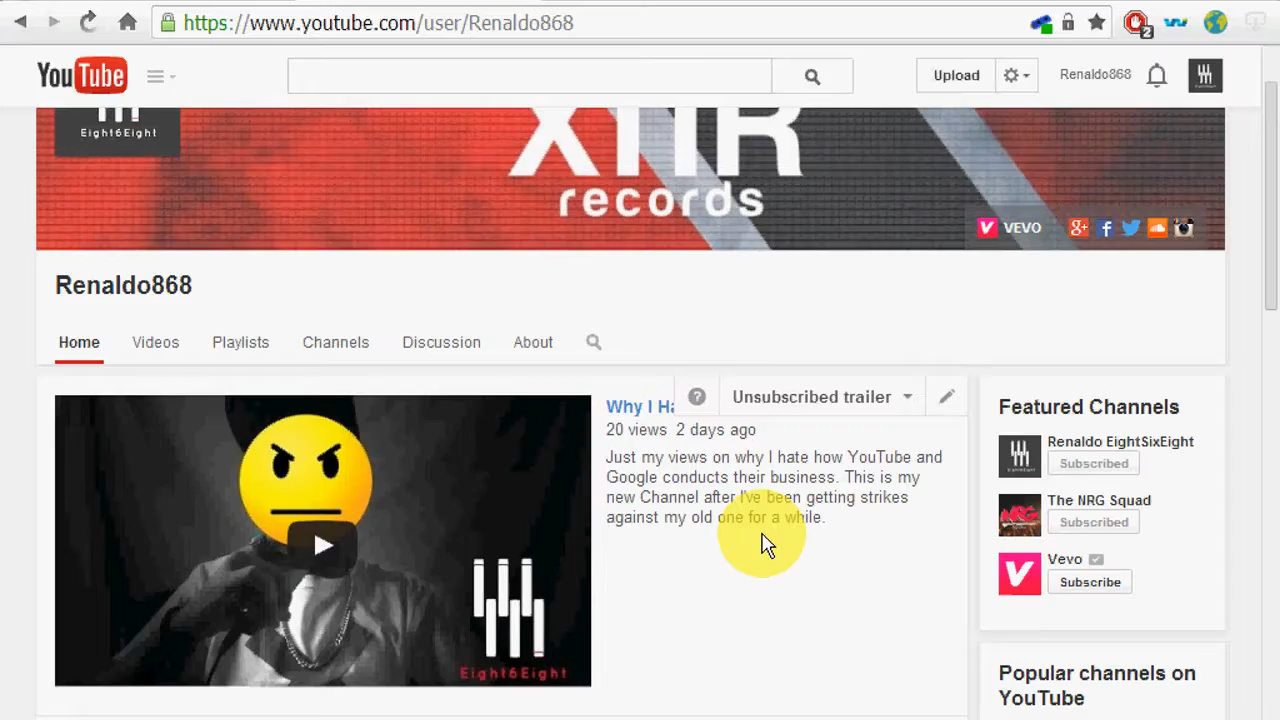 https://www.youtube.com/user/Renaldo868
2
YouTube
Upload
Renaldo868
Eight6Eight
records
VEVO
Renaldo868
Home Videos Playlists Channels Discussion About
Why I Ha
Unsubscribed trailer
20 views 2 days ago
Just my views on why I hate how YouTube and
Google conducts their business. This is my
new Channel after I've been getting strikes
against my old one for a while.
Eight6Eight
Featured Channels
Renaldo EightSixEight
Subscribed
The NRG Squad
Subscribed
Vevo
Subscribe
Popular channels on
YouTube